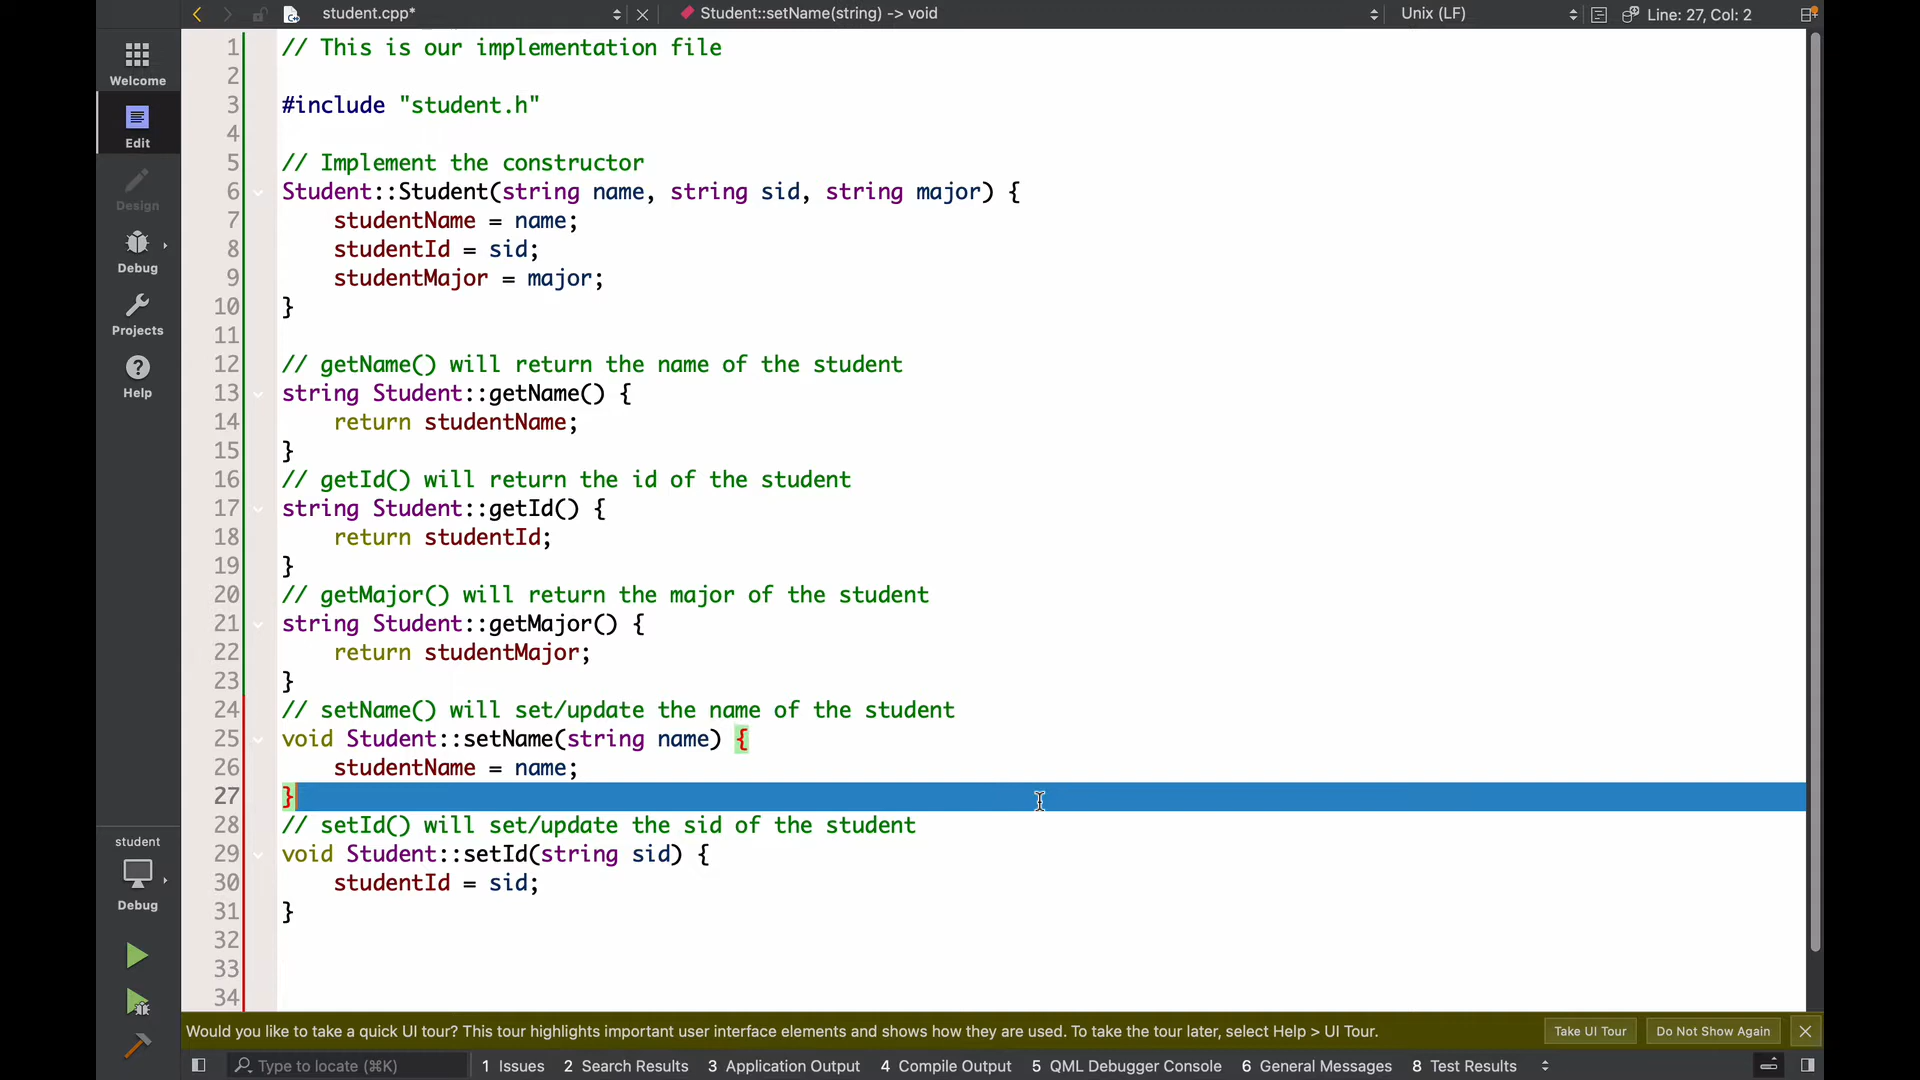 student.cpp*
Student::setName(string) -> void
Unix (LF)
Line: 27, Col: 2
Welcome
Edit
Design
Debug
Projects
Help
student
Debug
1 // This is our implementation file
2
3 #include "student.h"
4
5 // Implement the constructor
6 Student::Student(string name, string sid, string major) {
7 studentName = name;
8 studentId = sid;
9 studentMajor = major;
10 }
11
12 // getName() will return the name of the student
13 string Student::getName() {
14 return studentName;
15 }
16 // getId() will return the id of the student
17 string Student::getId() {
18 return studentId;
19 }
20 // getMajor() will return the major of the student
21 string Student::getMajor() {
22 return studentMajor;
23 }
24 // setName() will set/update the name of the student
25 void Student::setName(string name) {
26 studentName = name;
27 }
28 // setId() will set/update the sid of the student
29 void Student::setId(string sid) {
30 studentId = sid;
31 }
32
33
34
Would you like to take a quick UI tour? This tour highlights important user interface elements and shows how they are used. To take the tour later, select Help > UI Tour.
Take UI Tour
Do Not Show Again
Type to locate (⌘K)
1 Issues
2 Search Results
3 Application Output
4 Compile Output
5 QML Debugger Console
6 General Messages
8 Test Results